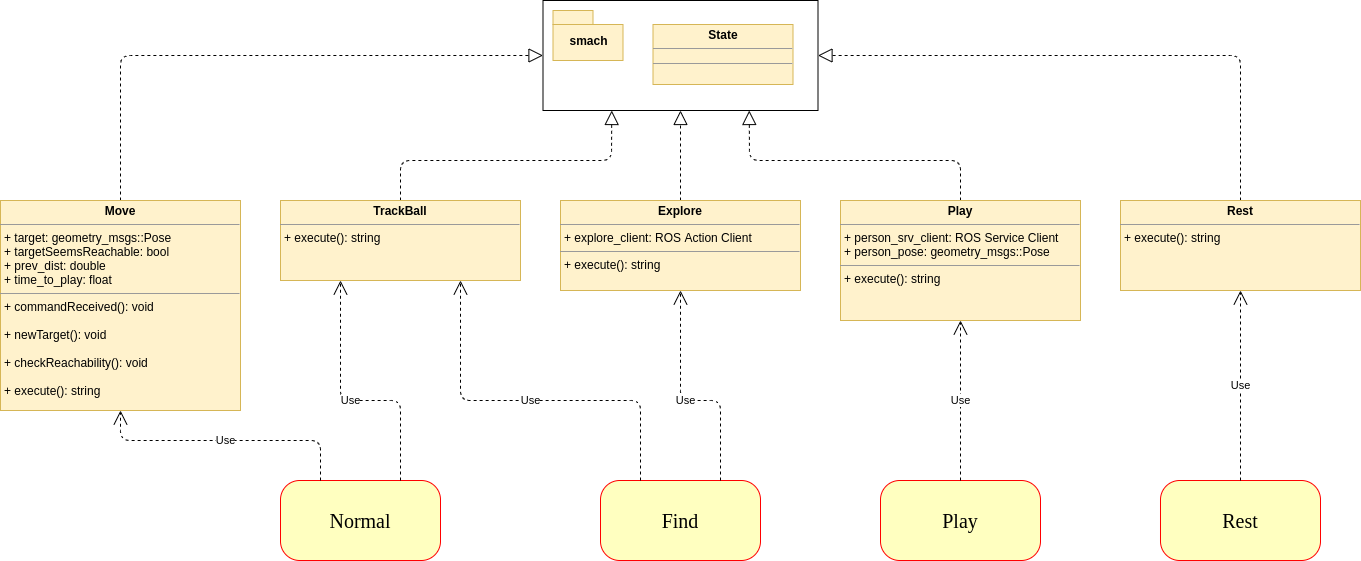 smach
State
Move
+ target: geometry_msgs::Pose
+ targetSeemsReachable: bool
+ prev_dist: double
+ time_to_play: float
+ commandReceived(): void
+ newTarget(): void
+ checkReachability(): void
+ execute(): string
TrackBall
+ execute(): string
Explore
+ explore_client: ROS Action Client
+ execute(): string
Play
+ person_srv_client: ROS Service Client
+ person_pose: geometry_msgs::Pose
+ execute(): string
Rest
+ execute(): string
Use
Use
Use
Use
Use
Use
Normal
Find
Play
Rest